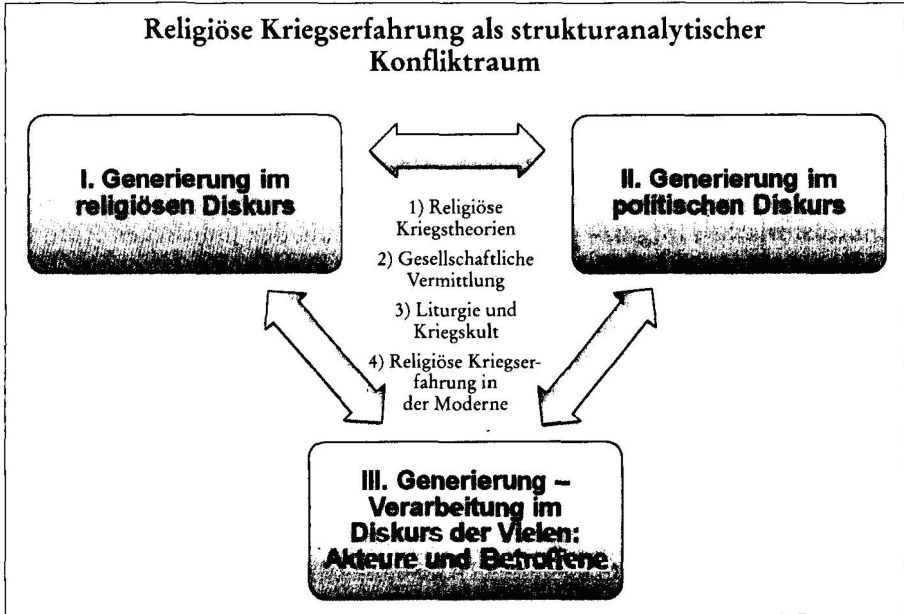 Religiöse Kriegserfahrung als strukturanalytischer
Konfliktraum
I. Generierung im
religiösen Diskurs
II. Generierung im
politischen Diskurs
1) Religiöse
Kriegstheorien
2) Gesellschaftliche
Vermittlung
3) Liturgie und
Kriegskult
4) Religiöse Kriegser-
fahrung in
der Moderne
III. Generierung –
Verarbeitung im
Diskurs der Vielen:
Akteure und Betroffene